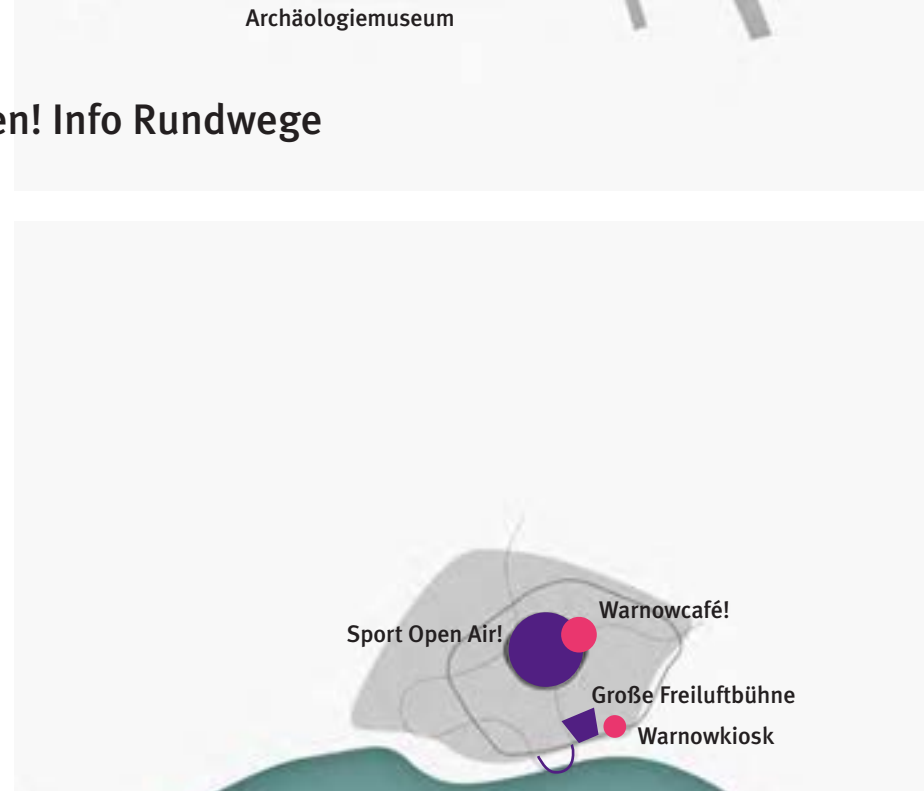 Archäologiemuseum
en! Info Rundwege
Warnowcafé!
Sport Open Air!
Große Freiluftbühne
Warnowkiosk